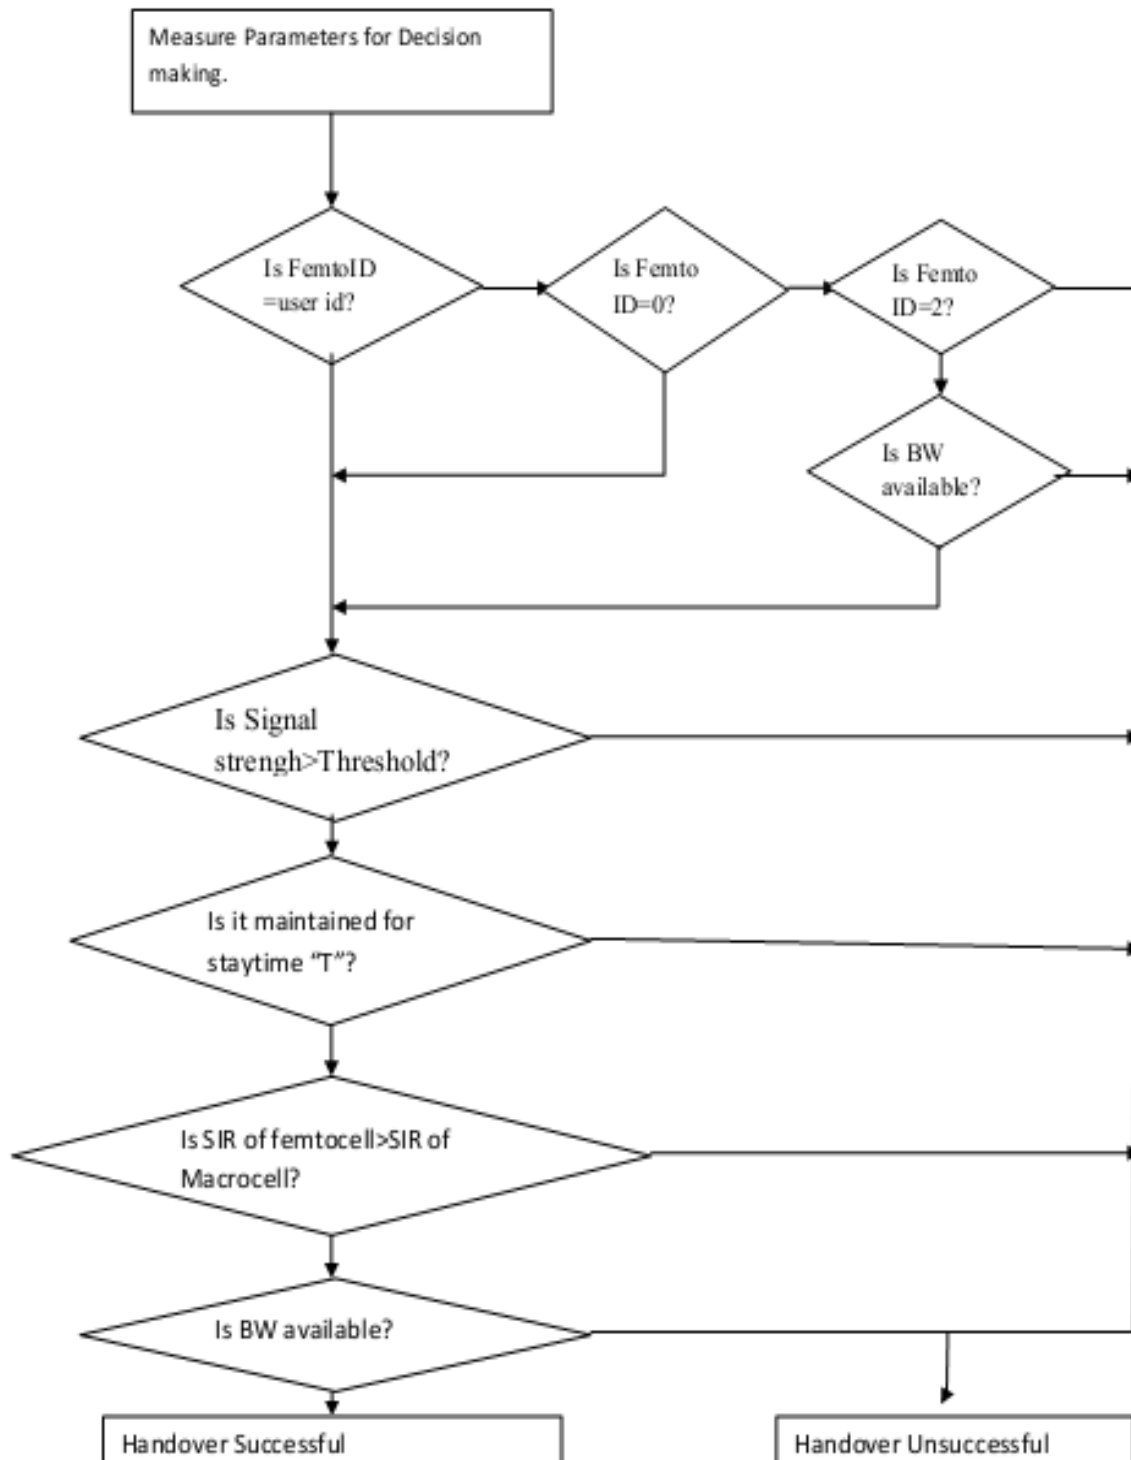 Measure Parameters for Decision
making.
Is FemtoID
=user id?
Is Femto
ID=0?
Is Femto
ID=2?
Is BW
available?
Is Signal
strengh>Threshold?
Is it maintained for
staytime “T”?
Is SIR of femtocell>SIR of
Macrocell?
Is BW available?
Handover Successful
Handover Unsuccessful